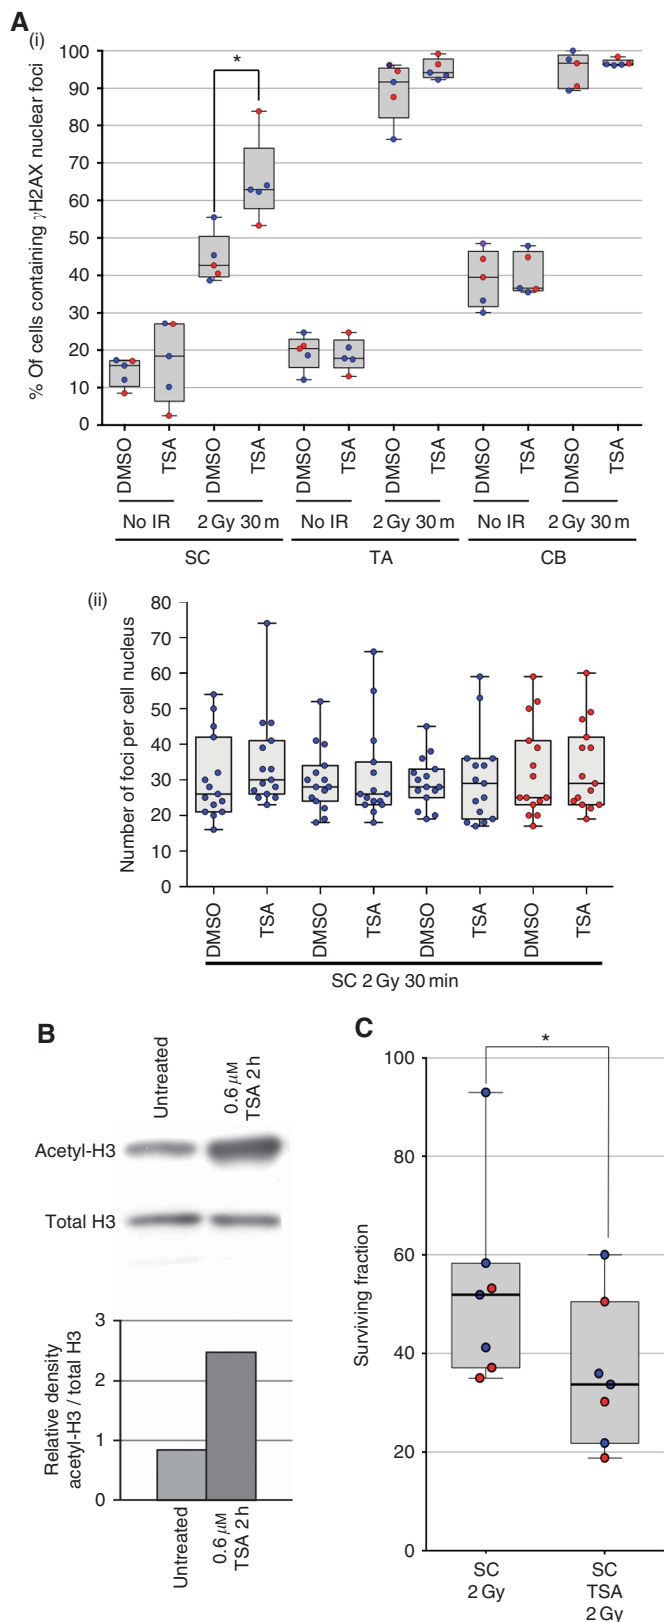 A
(i)
*
100
90
80
70
60
50
40
30
20
10
0
% Of cells containing γH2AX nuclear foci
DMSO TSA DMSO TSA DMSO TSA DMSO TSA DMSO TSA DMSO TSA
No IR 2 Gy 30 m No IR 2 Gy 30 m No IR 2 Gy 30 m
SC TA CB
(ii)
80
70
60
50
40
30
20
10
0
Number of foci per cell nucleus
DMSO TSA DMSO TSA DMSO TSA DMSO TSA
SC 2 Gy 30 min
B
Untreated
0.6 μM
TSA 2 h
Acetyl-H3
Total H3
3
2
1
0
Relative density
acetyl-H3 / total H3
Untreated
0.6 μM
TSA 2 h
C
*
100
80
60
40
20
0
Surviving fraction
SC
2 Gy
SC
TSA
2 Gy